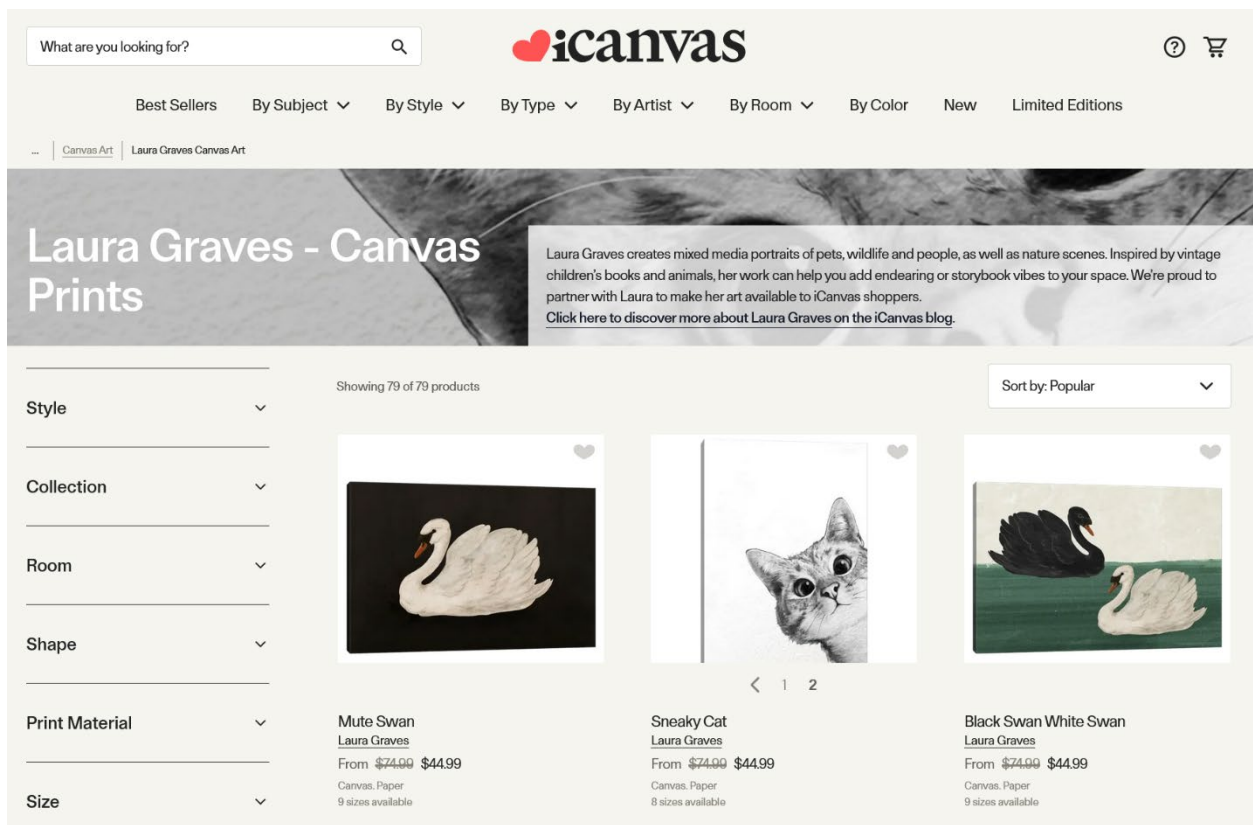 What are you looking for?
icanvas
Best Sellers By Subject By Style By Type By Artist By Room By Color New Limited Editions
... Canvas Art Laura Graves Canvas Art
Laura Graves - Canvas
Prints
Laura Graves creates mixed media portraits of pets, wildlife and people, as well as nature scenes. Inspired by vintage
children's books and animals, her work can help you add endearing or storybook vibes to your space. We're proud to
partner with Laura to make her art available to iCanvas shoppers.
Click here to discover more about Laura Graves on the iCanvas blog.
Showing 79 of 79 products
Sort by: Popular
Style
Collection
Room
Shape
Print Material
Size
1 2
Mute Swan
Laura Graves
From $74.99 $44.99
Canvas. Paper
9 sizes available
Sneaky Cat
Laura Graves
From $74.99 $44.99
Canvas. Paper
8 sizes available
Black Swan White Swan
Laura Graves
From $74.99 $44.99
Canvas. Paper
9 sizes available